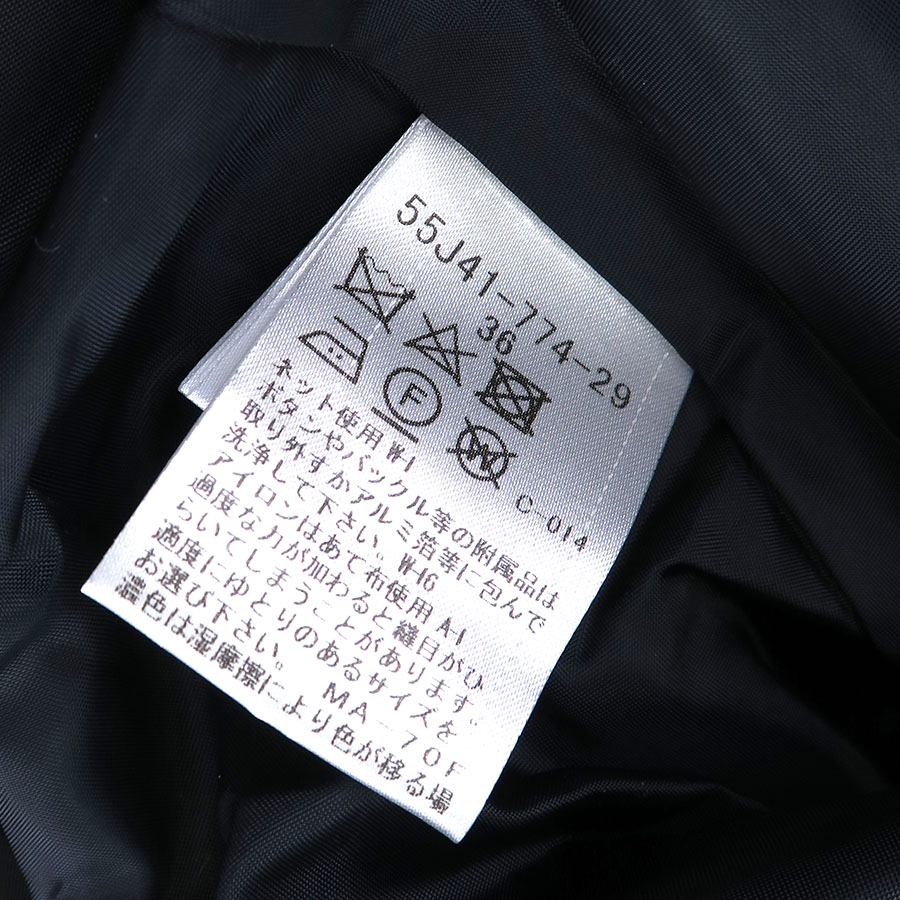 55J41-774-29
36
F
W
C-014
ネット使用 W-1
ボタンやバックル等の附属品は
取り外すかアルミ箔等に包んで
洗浄して下さい。 W-16
アイロンはあて布使用 A-1
過度な力が加わると縫目がひ
らいてしまうことがあります。
適度にゆとりのあるサイズを
お選び下さい。 MA-70F
濃色は湿摩擦により色が移る場